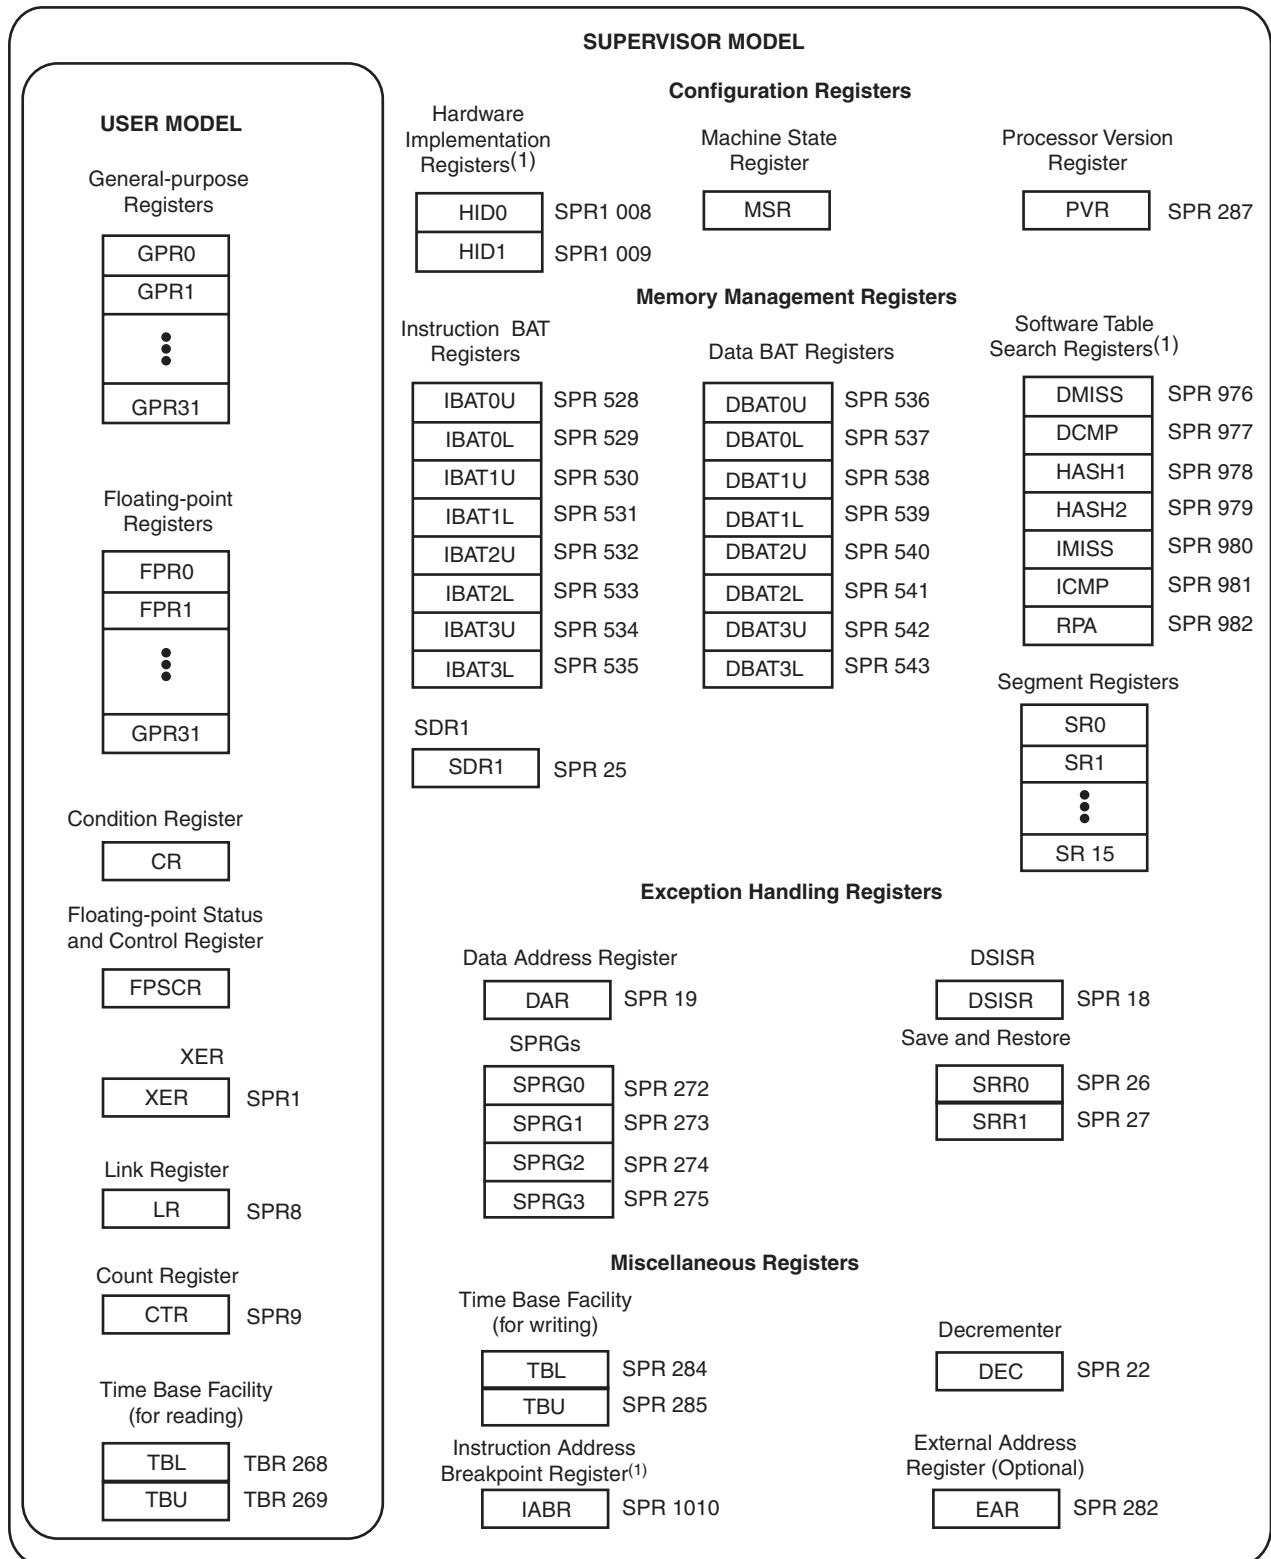 SUPERVISOR MODEL
USER MODEL
General-purpose
Registers
GPR0
GPR1
GPR31
Floating-point
Registers
FPR0
FPR1
GPR31
Condition Register
CR
Floating-point Status
and Control Register
FPSCR
XER
XER SPR1
Link Register
LR SPR8
Count Register
CTR SPR9
Time Base Facility
(for reading)
TBL TBR 268
TBU TBR 269
Configuration Registers
Hardware
Implementation
Registers(1)
HID0 SPR1 008
HID1 SPR1 009
Machine State
Register
MSR
Processor Version
Register
PVR SPR 287
Memory Management Registers
Instruction BAT
Registers
IBAT0U SPR 528
IBAT0L SPR 529
IBAT1U SPR 530
IBAT1L SPR 531
IBAT2U SPR 532
IBAT2L SPR 533
IBAT3U SPR 534
IBAT3L SPR 535
Data BAT Registers
DBAT0U SPR 536
DBAT0L SPR 537
DBAT1U SPR 538
DBAT1L SPR 539
DBAT2U SPR 540
DBAT2L SPR 541
DBAT3U SPR 542
DBAT3L SPR 543
Software Table
Search Registers(1)
DMISS SPR 976
DCMP SPR 977
HASH1 SPR 978
HASH2 SPR 979
IMISS SPR 980
ICMP SPR 981
RPA SPR 982
SDR1
SDR1 SPR 25
Segment Registers
SR0
SR1
SR 15
Exception Handling Registers
Data Address Register
DAR SPR 19
DSISR
DSISR SPR 18
SPRGs
SPRG0 SPR 272
SPRG1 SPR 273
SPRG2 SPR 274
SPRG3 SPR 275
Save and Restore
SRR0 SPR 26
SRR1 SPR 27
Miscellaneous Registers
Time Base Facility
(for writing)
TBL SPR 284
TBU SPR 285
Decrementer
DEC SPR 22
Instruction Address
Breakpoint Register(1)
IABR SPR 1010
External Address
Register (Optional)
EAR SPR 282